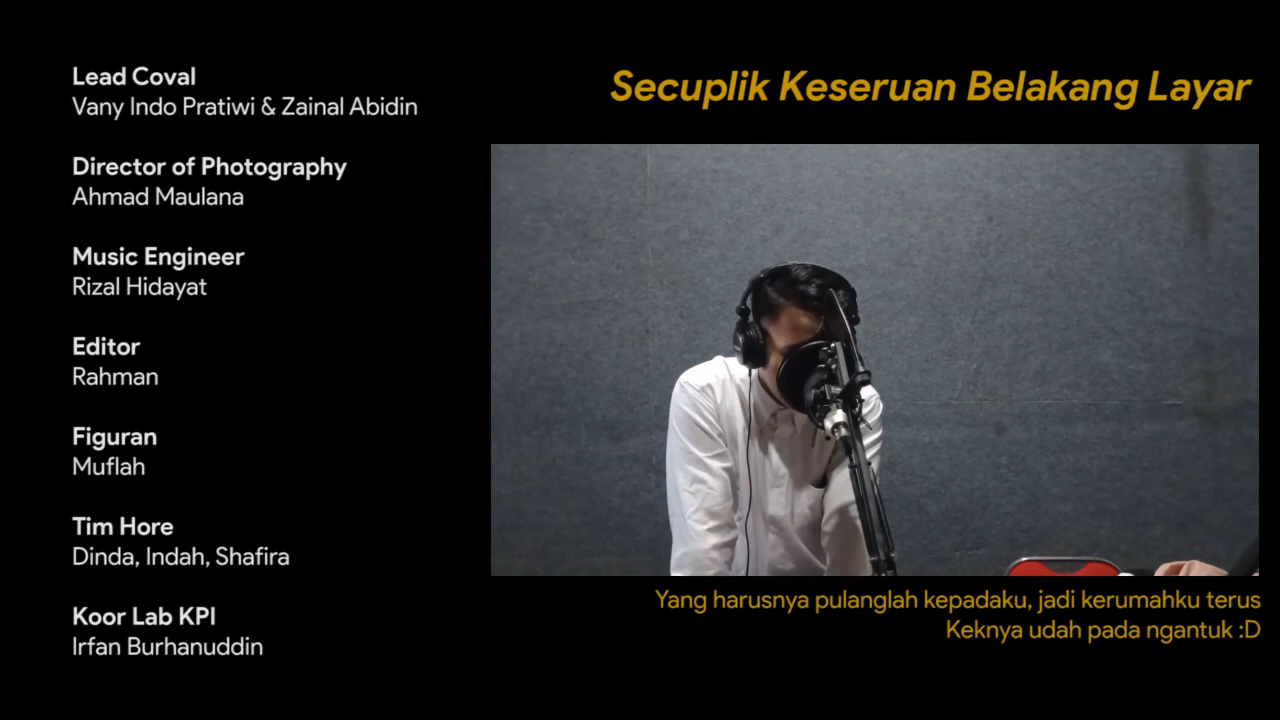 Lead Coval
Vany Indo Pratiwi & Zainal Abidin
Director of Photography
Ahmad Maulana
Music Engineer
Rizal Hidayat
Editor
Rahman
Figuran
Muflah
Tim Hore
Dinda, Indah, Shafira
Koor Lab KPI
Irfan Burhanuddin
Secuplik Keseruan Belakang Layar
Yang harusnya pulanglah kepadaku, jadi kerumahku terus
Keknya udah pada ngantuk :D